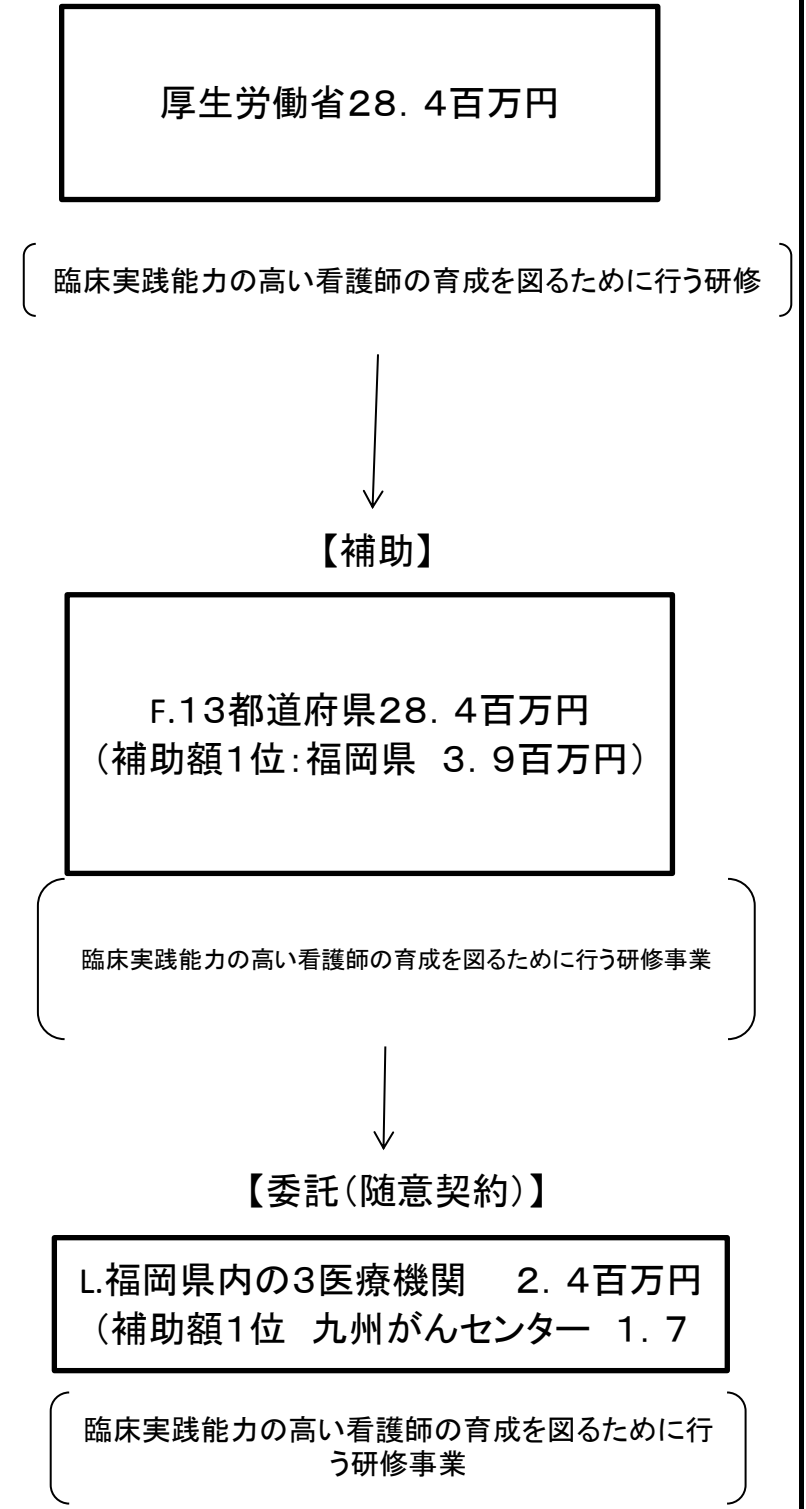 厚生労働省28．4百万円
臨床実践能力の高い看護師の育成を図るために行う研修
【補助】
F.13都道府県28．4百万円
（補助額1位：福岡県　3．9百万円）
臨床実践能力の高い看護師の育成を図るために行う研修事業
【委託（随意契約）】
L.福岡県内の3医療機関　　2．4百万円
（補助額1位　九州がんセンター　1．7
臨床実践能力の高い看護師の育成を図るために行
う研修事業